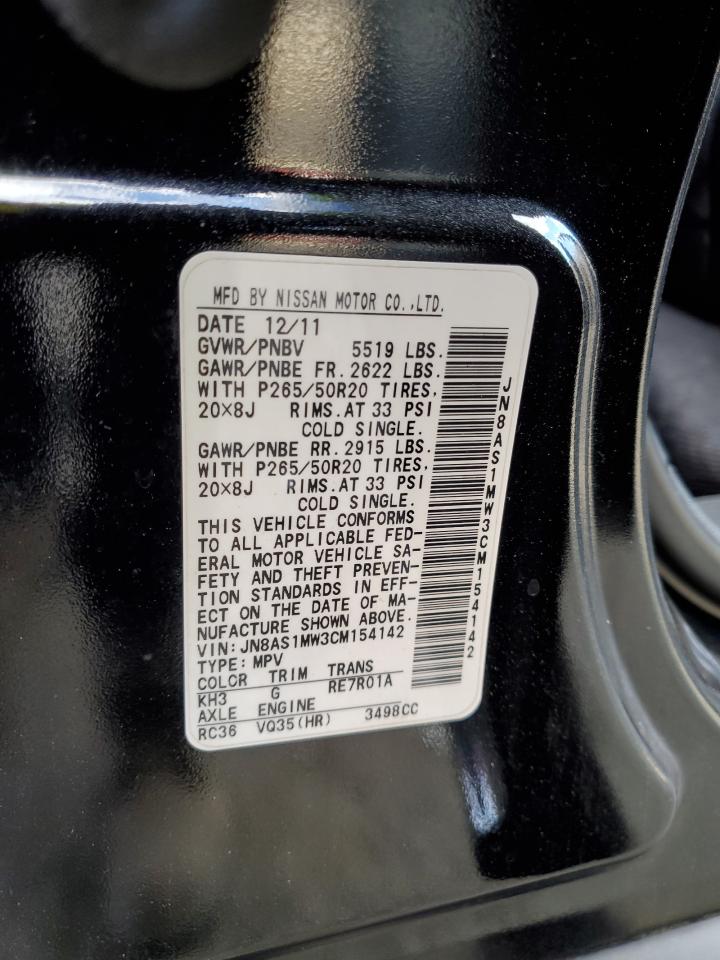 MFD BY NISSAN MOTOR CO.,LTD.
DATE 12/11
GVWR/PNBV 5519 LBS.
GAWR/PNBE FR. 2622 LBS.
WITH P265/50R20 TIRES,
20×8J RIMS.AT 33 PSI
COLD SINGLE.
GAWR/PNBE RR. 2915 LBS.
WITH P265/50R20 TIRES,
20×8J RIMS.AT 33 PSI
COLD SINGLE.
THIS VEHICLE CONFORMS
TO ALL APPLICABLE FED-
ERAL MOTOR VEHICLE SA-
FETY AND THEFT PREVEN-
TION STANDARDS IN EFF-
ECT ON THE DATE OF MA-
NUFACTURE SHOWN ABOVE.
VIN:JN8AS1MW3CM154142
TYPE:MPV
COLOR TRIM TRANS
KH3 G RE7R01A
AXLE ENGINE
RC36 VQ35(HR) 3498CC
JN8AS1MW3CM154142